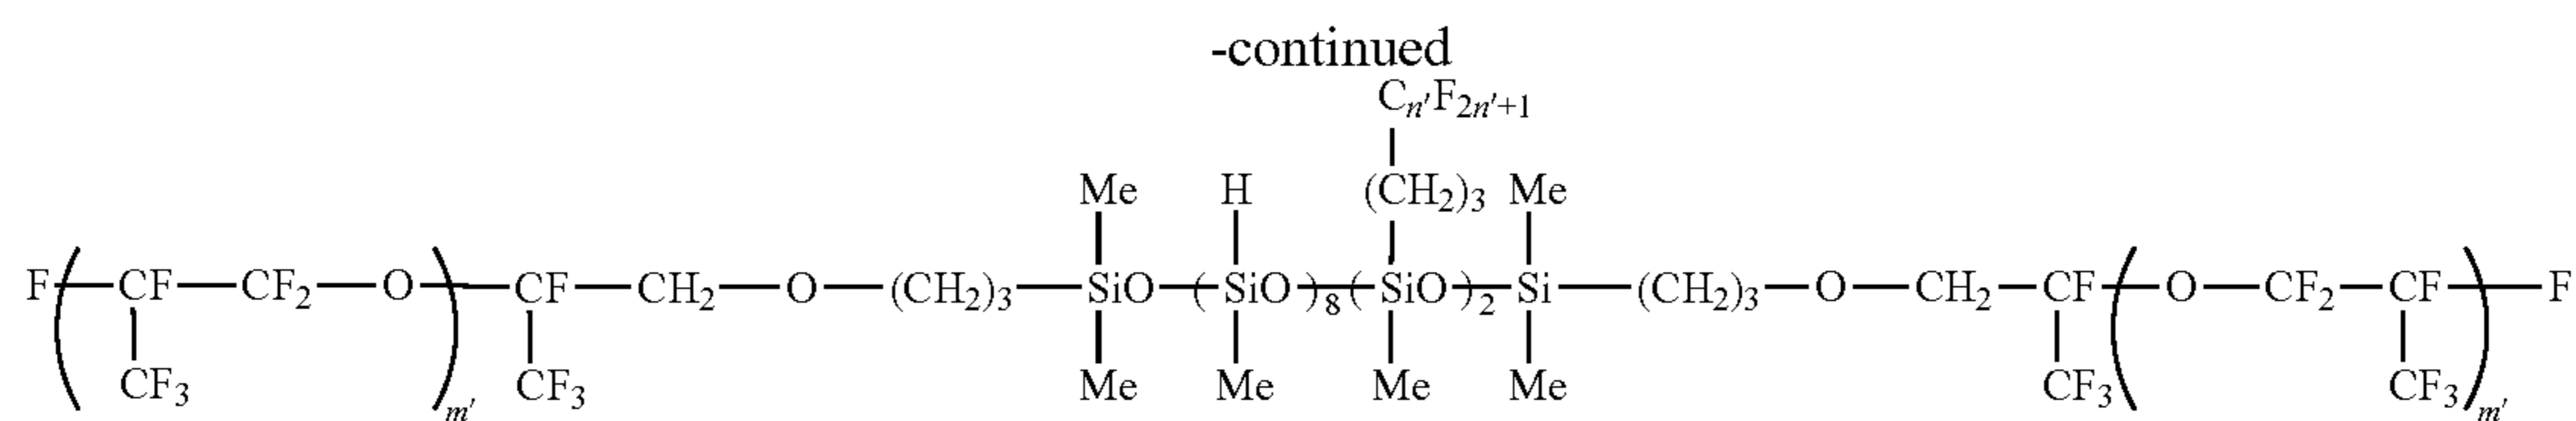 -continued
Cn'F2n'+1
Me H (CH2)3 Me
F ( CF — CF2 — O ) m' CF — CH2 — O — (CH2)3 — SiO — ( SiO )8 ( SiO )2 Si — (CH2)3 — O — CH2 — CF ( O — CF2 — CF ) m' F
CF3 CF3 Me Me Me Me CF3 CF3